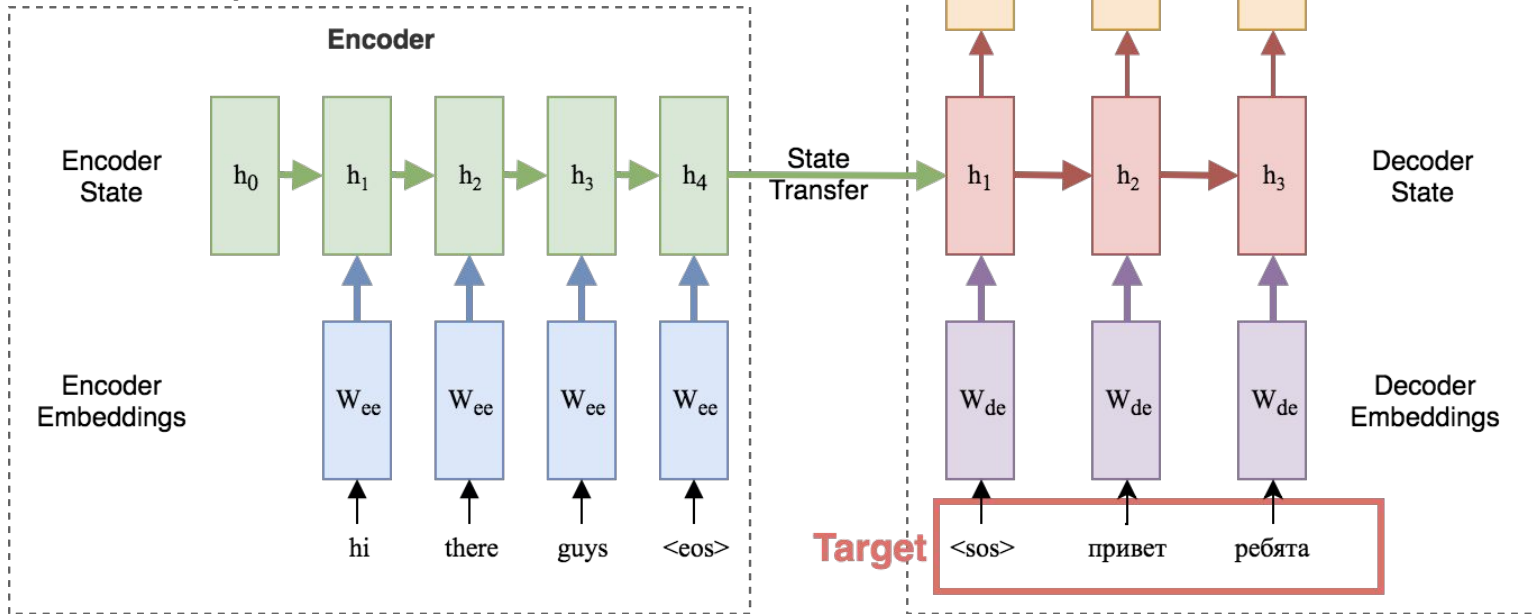 Encoder
Encoder
State
h0
h1
h2
h3
h4
State
Transfer
h1
h2
h3
Decoder
State
Encoder
Embeddings
Wee
Wee
Wee
Wee
Wde
Wde
Wde
Decoder
Embeddings
hi
there
guys
<eos>
Target
<sos>
привет
ребята